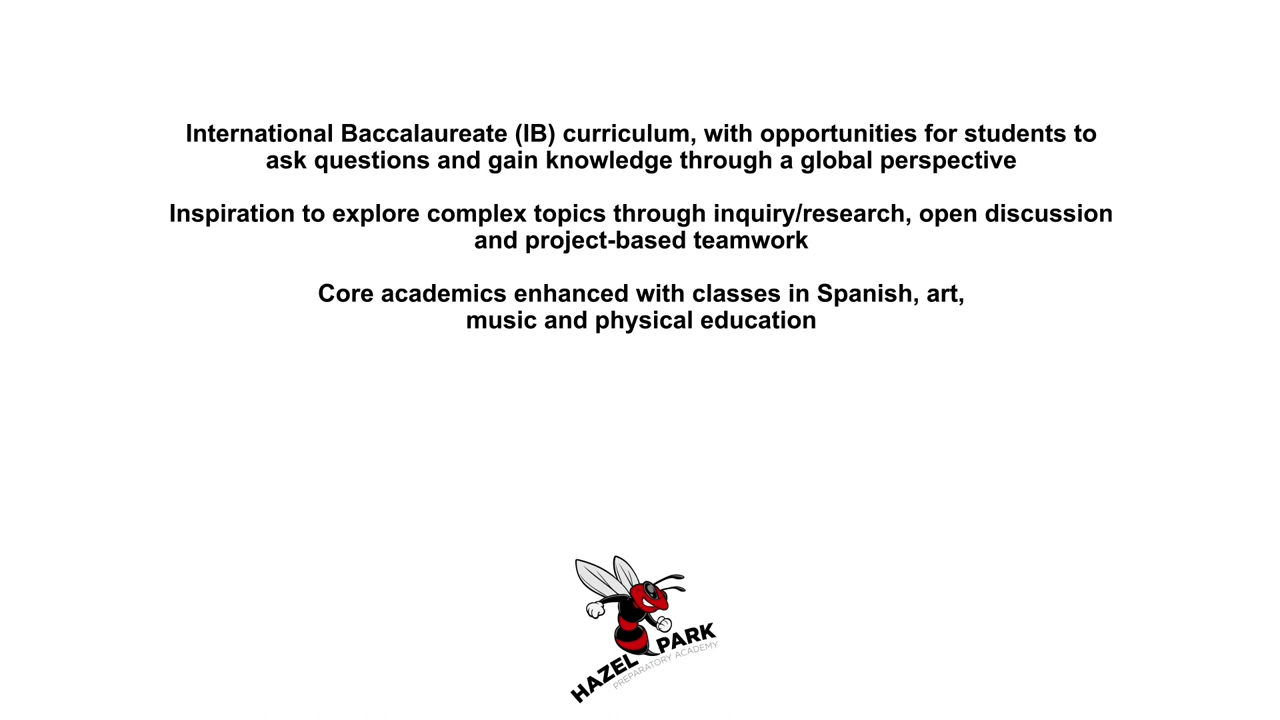 International Baccalaureate (IB) curriculum, with opportunities for students to
ask questions and gain knowledge through a global perspective
Inspiration to explore complex topics through inquiry/research, open discussion
and project-based teamwork
Core academics enhanced with classes in Spanish, art,
music and physical education
HAZEL PARK
PREPARATORY ACADEMY